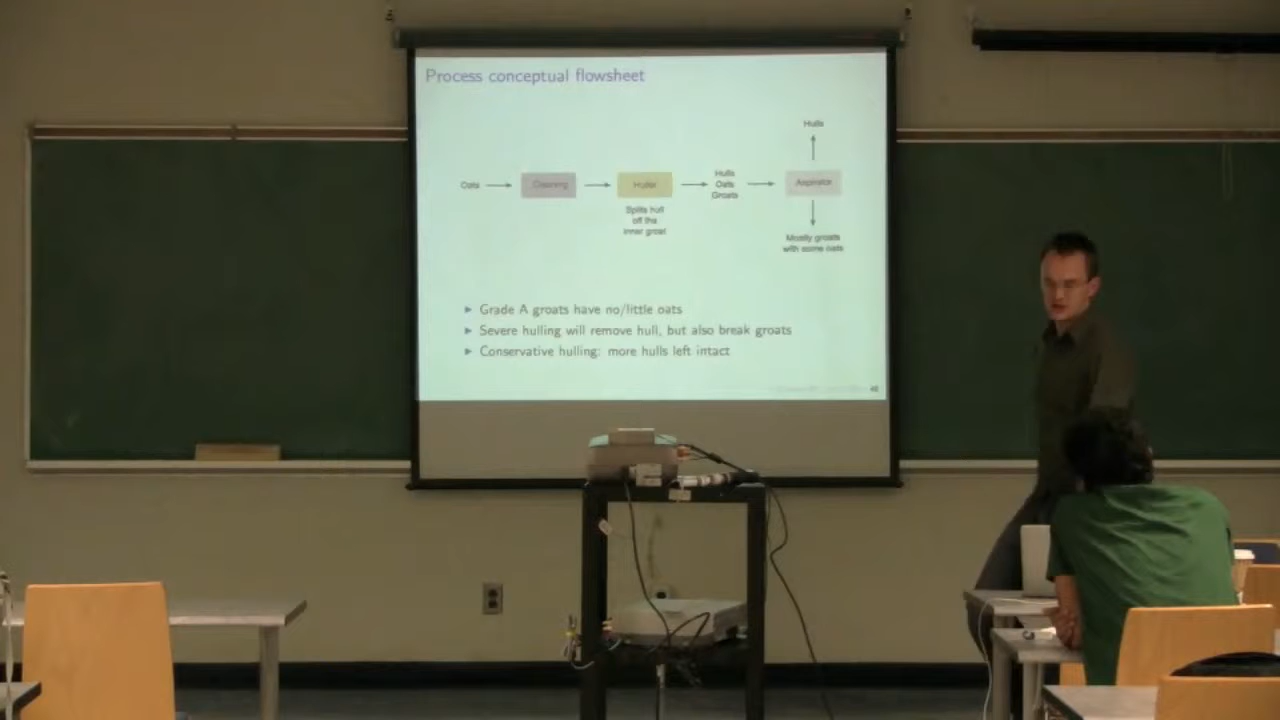 Process conceptual flowsheet
Hulls
Oats
Cleaning
Huller
Hulls
Oats
Groats
Aspirator
Splits hull
off the
inner groat
Mostly groats
with some oats
Grade A groats have no/little oats
Severe hulling will remove hull, but also break groats
Conservative hulling: more hulls left intact
46